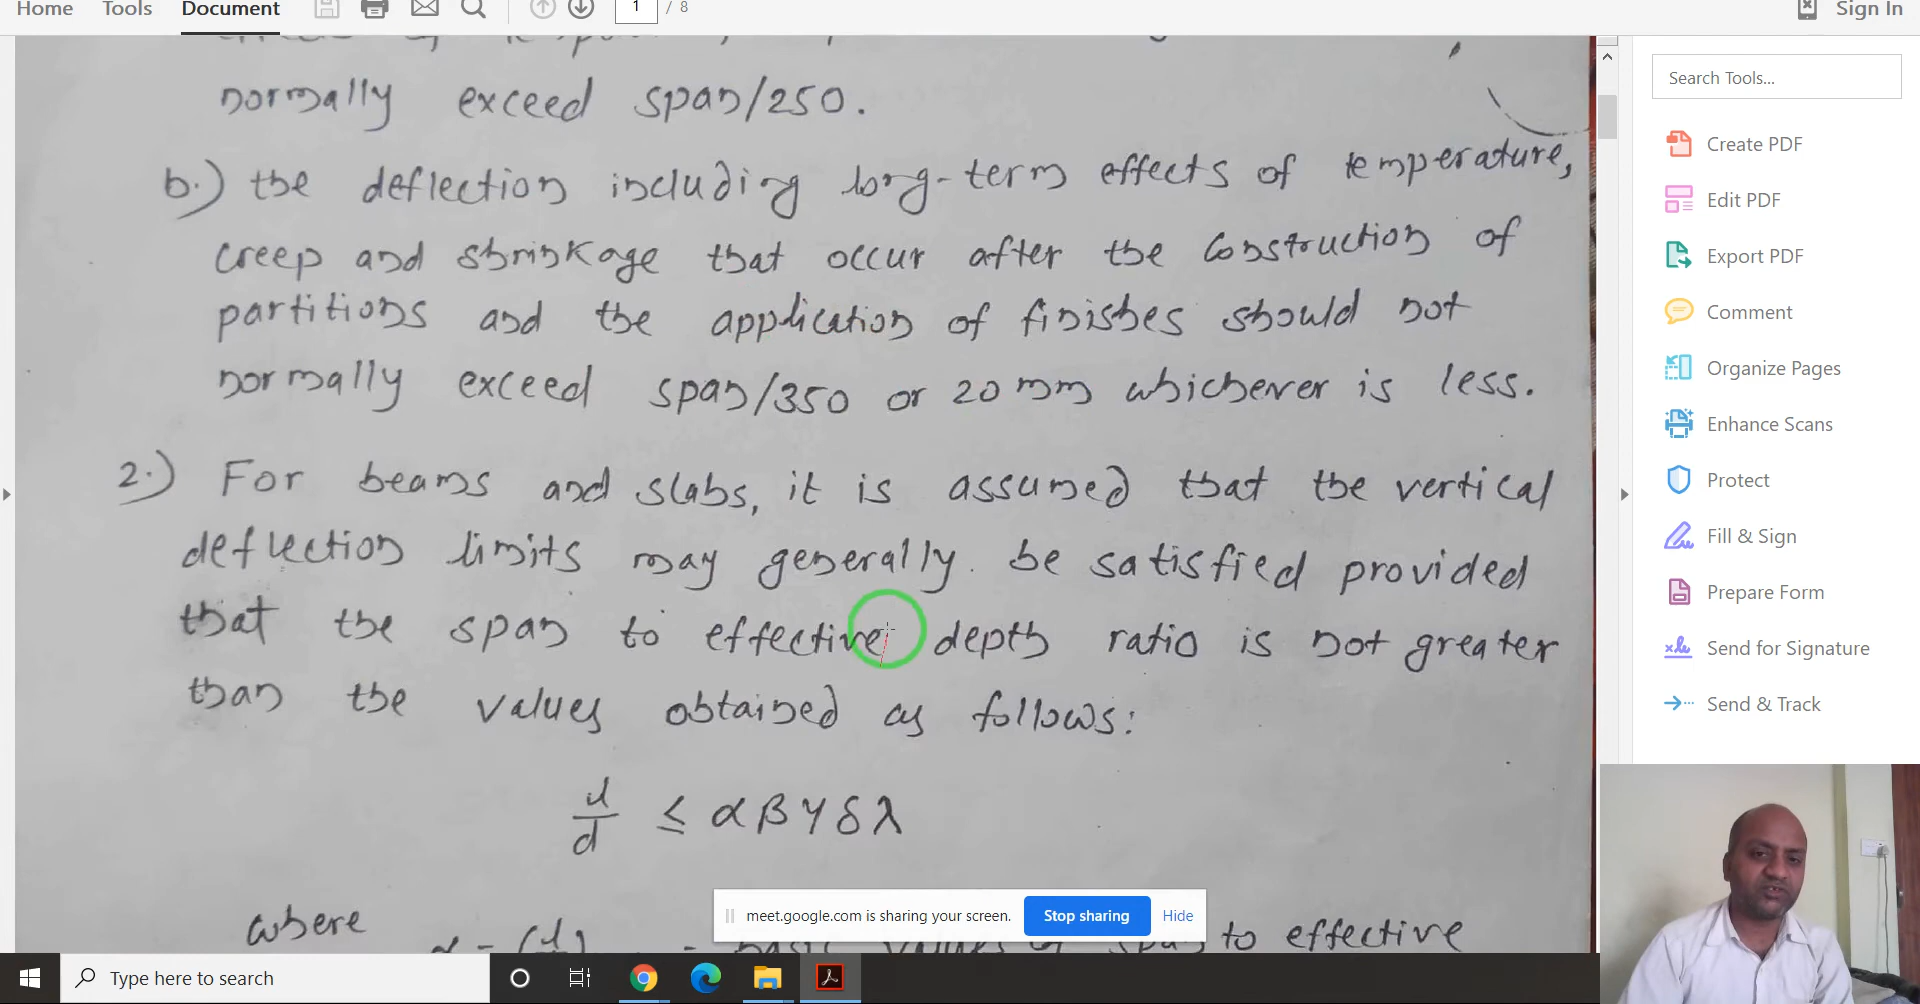 Home Tools Document 1 / 8 Sign In
normally exceed span/250.
b.) the deflection including long-term effects of temperature,
creep and shrinkage that occur after the construction of
partitions and the application of finishes should not
normally exceed span/350 or 20 mm whichever is less.
2.) For beams and slabs, it is assumed that the vertical
deflection limits may generally be satisfied provided
that the span to effective depth ratio is not greater
than the values obtained as follows:
l/d ≤ α β γ δ λ
where
basic values of span to effective
Search Tools...
Create PDF
Edit PDF
Export PDF
Comment
Organize Pages
Enhance Scans
Protect
Fill & Sign
Prepare Form
Send for Signature
Send & Track
meet.google.com is sharing your screen. Stop sharing Hide
Type here to search